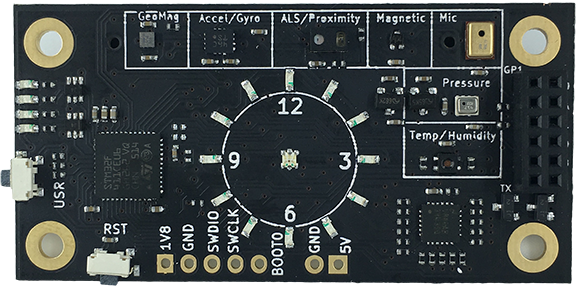 GeoMag
Accel/Gyro
ALS/Proximity
Magnetic
Mic
GP1
Pressure
Temp/Humidity
12
9
3
6
STM32F
USR
RST
TX
1V8
GND
SWDIO
SWCLK
BOOT0
GND
5V